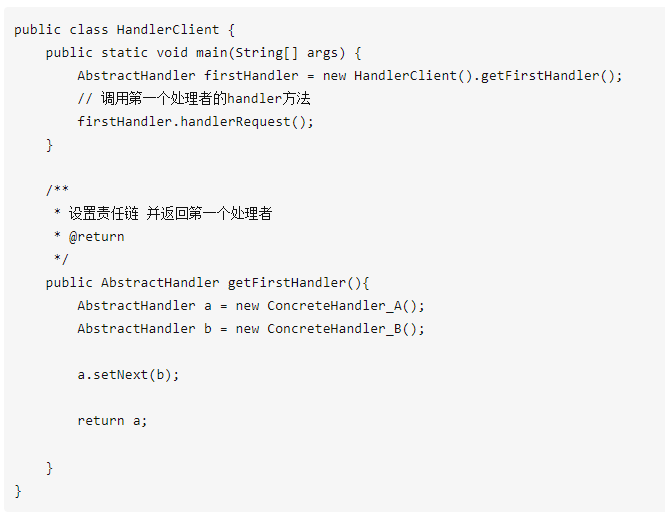 public class HandlerClient {
    public static void main(String[] args) {
        AbstractHandler firstHandler = new HandlerClient().getFirstHandler();
        // 调用第一个处理者的handler方法
        firstHandler.handlerRequest();
    }

    /**
     * 设置责任链 并返回第一个处理者
     * @return
     */
    public AbstractHandler getFirstHandler(){
        AbstractHandler a = new ConcreteHandler_A();
        AbstractHandler b = new ConcreteHandler_B();

        a.setNext(b);

        return a;

    }
}